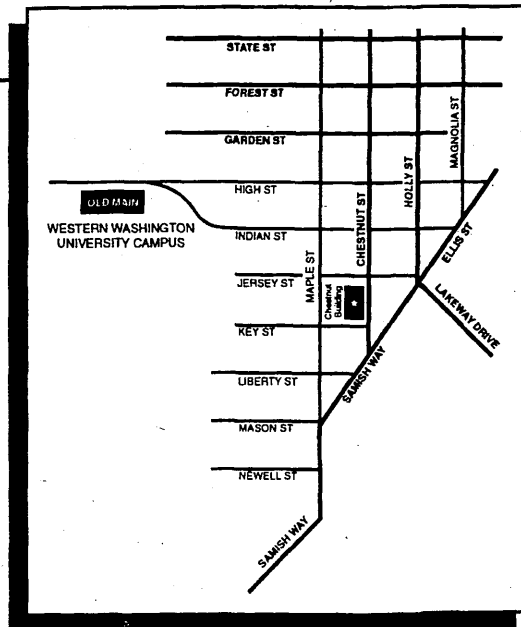 STATE ST
FOREST ST
GARDEN ST
MAGNOLIA ST
HOLLY ST
HIGH ST
CHESTNUT ST
OLD MAIN
WESTERN WASHINGTON
UNIVERSITY CAMPUS
INDIAN ST
ELLIS ST
MAPLE ST
JERSEY ST
Chestnut
Building
LAKEWAY DRIVE
KEY ST
SAMISH WAY
LIBERTY ST
MASON ST
NEWELL ST
SAMISH WAY